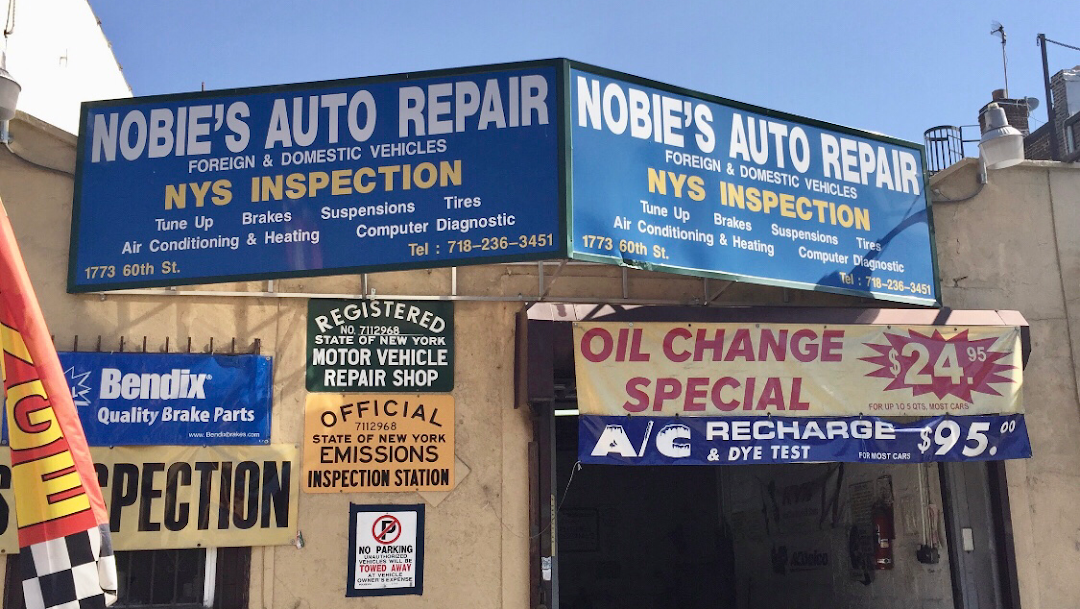 NOBIE'S AUTO REPAIR
FOREIGN & DOMESTIC VEHICLES
NYS INSPECTION
Tune Up Brakes Suspensions Tires
Air Conditioning & Heating Computer Diagnostic
1773 60th St. Tel : 718-236-3451
NOBIE'S AUTO REPAIR
FOREIGN & DOMESTIC VEHICLES
NYS INSPECTION
Tune Up Brakes Suspensions Tires
Air Conditioning & Heating Computer Diagnostic
1773 60th St. Tel : 718-236-3451
REGISTERED
NO. 7112968
STATE OF NEW YORK
MOTOR VEHICLE
REPAIR SHOP
Bendix
Quality Brake Parts
www.BendixBrakes.com
OFFICIAL
7112968
STATE OF NEW YORK
EMISSIONS
INSPECTION STATION
S PECTION
NO PARKING
UNAUTHORIZED
VEHICLES WILL BE
TOWED AWAY
AT VEHICLE
OWNER'S EXPENSE
OIL CHANGE
SPECIAL
$24.95
FOR UP TO 5 QTS. MOST CARS
A/C RECHARGE
& DYE TEST
FOR MOST CARS
$95.00